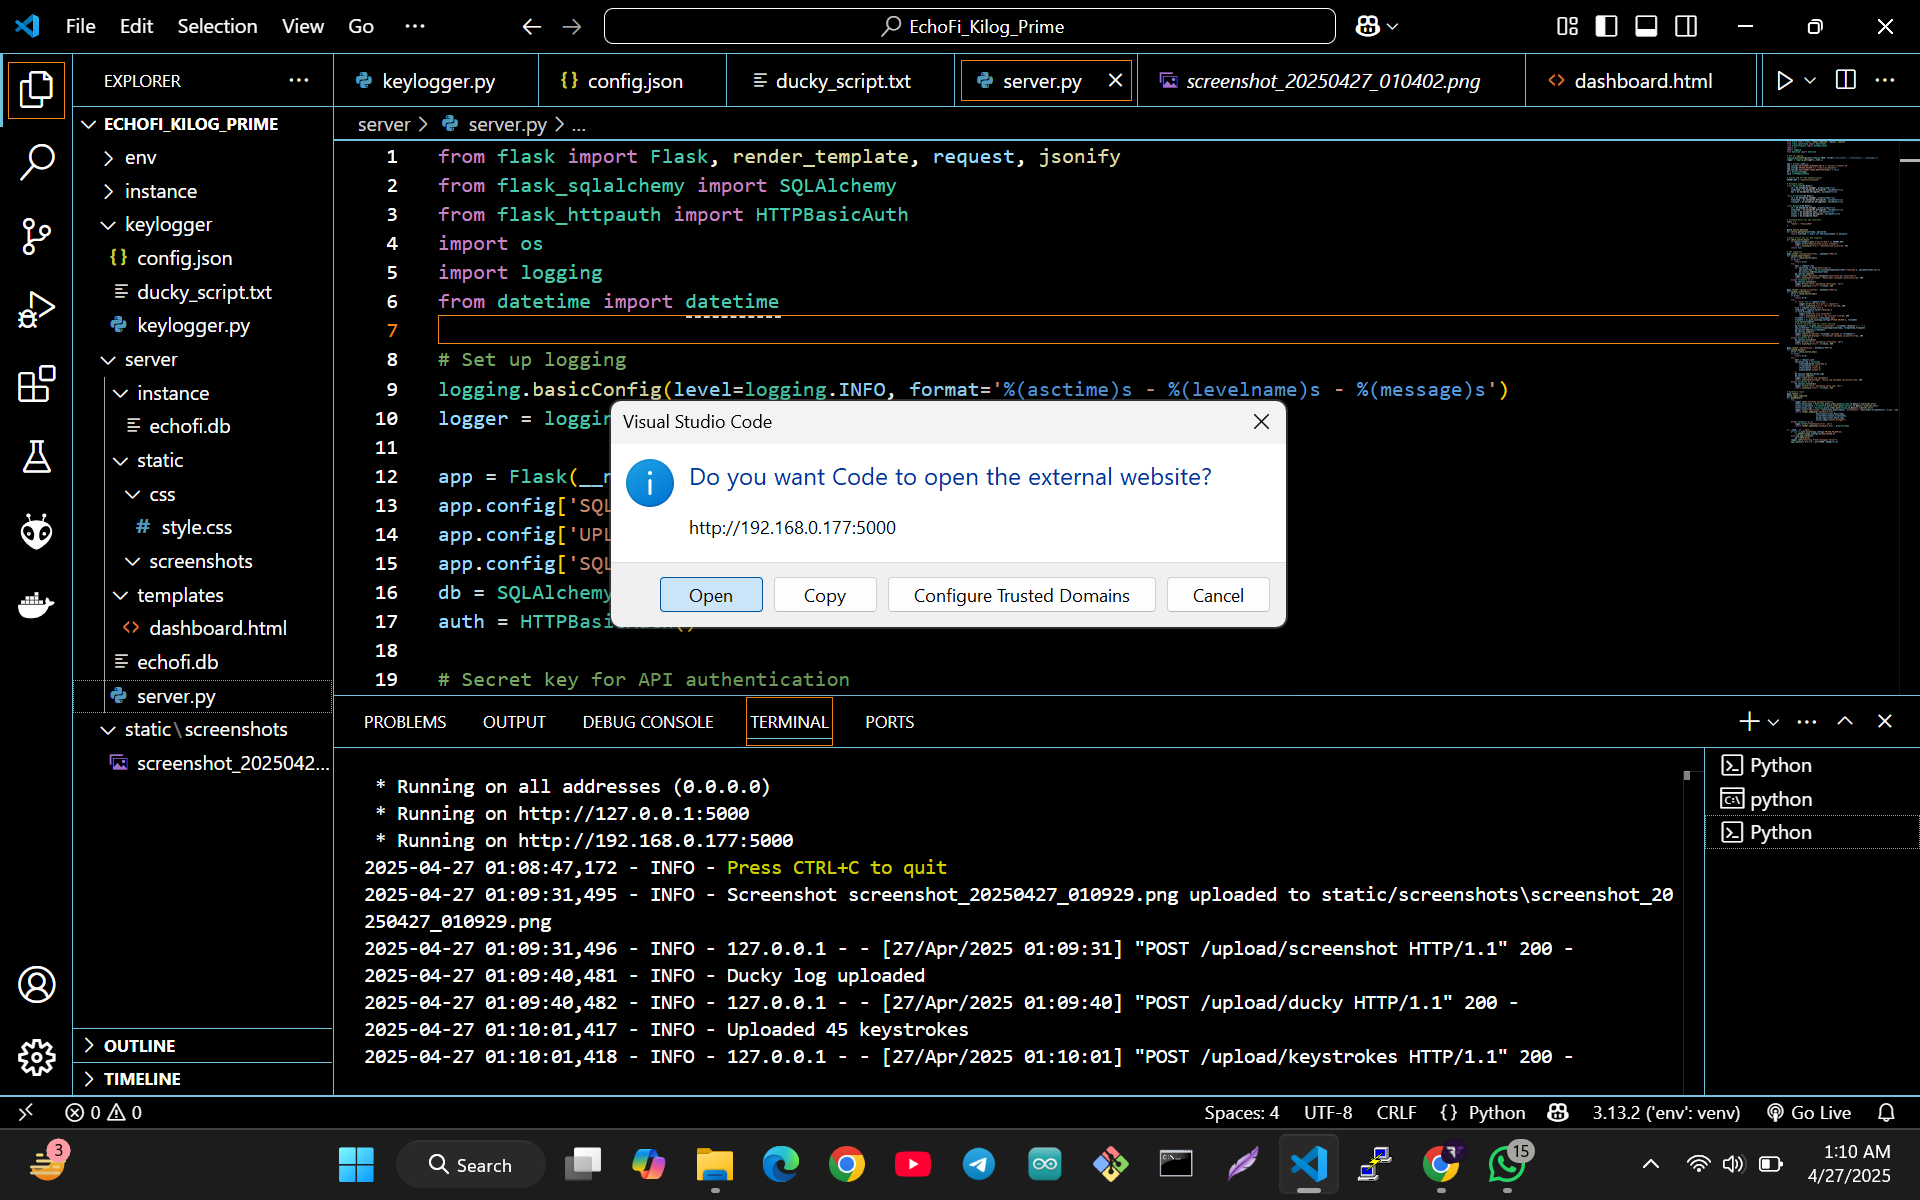 File Edit Selection View Go ...
EchoFi_Kilog_Prime
EXPLORER
keylogger.py
config.json
ducky_script.txt
server.py
screenshot_20250427_010402.png
dashboard.html
server > server.py > ...
ECHOFI_KILOG_PRIME
env
instance
keylogger
config.json
ducky_script.txt
keylogger.py
server
instance
echofi.db
static
css
style.css
screenshots
templates
dashboard.html
echofi.db
server.py
static\screenshots
screenshot_2025042...
OUTLINE
TIMELINE
1 from flask import Flask, render_template, request, jsonify
2 from flask_sqlalchemy import SQLAlchemy
3 from flask_httpauth import HTTPBasicAuth
4 import os
5 import logging
6 from datetime import datetime
7
8 # Set up logging
9 logging.basicConfig(level=logging.INFO, format='%(asctime)s - %(levelname)s - %(message)s')
10 logger = loggin
11
12 app = Flask(__
13 app.config['SQL
14 app.config['UPL
15 app.config['SQL
16 db = SQLAlchemy
17 auth = HTTPBasi
18
19 # Secret key for API authentication
Visual Studio Code
Do you want Code to open the external website?
http://192.168.0.177:5000
Open Copy Configure Trusted Domains Cancel
PROBLEMS OUTPUT DEBUG CONSOLE TERMINAL PORTS
* Running on all addresses (0.0.0.0)
* Running on http://127.0.0.1:5000
* Running on http://192.168.0.177:5000
2025-04-27 01:08:47,172 - INFO - Press CTRL+C to quit
2025-04-27 01:09:31,495 - INFO - Screenshot screenshot_20250427_010929.png uploaded to static/screenshots\screenshot_20
250427_010929.png
2025-04-27 01:09:31,496 - INFO - 127.0.0.1 - - [27/Apr/2025 01:09:31] "POST /upload/screenshot HTTP/1.1" 200 -
2025-04-27 01:09:40,481 - INFO - Ducky log uploaded
2025-04-27 01:09:40,482 - INFO - 127.0.0.1 - - [27/Apr/2025 01:09:40] "POST /upload/ducky HTTP/1.1" 200 -
2025-04-27 01:10:01,417 - INFO - Uploaded 45 keystrokes
2025-04-27 01:10:01,418 - INFO - 127.0.0.1 - - [27/Apr/2025 01:10:01] "POST /upload/keystrokes HTTP/1.1" 200 -
Python
python
Python
0 0
Spaces: 4 UTF-8 CRLF {} Python 3.13.2 ('env': venv) Go Live
3
Search
15
1:10 AM
4/27/2025